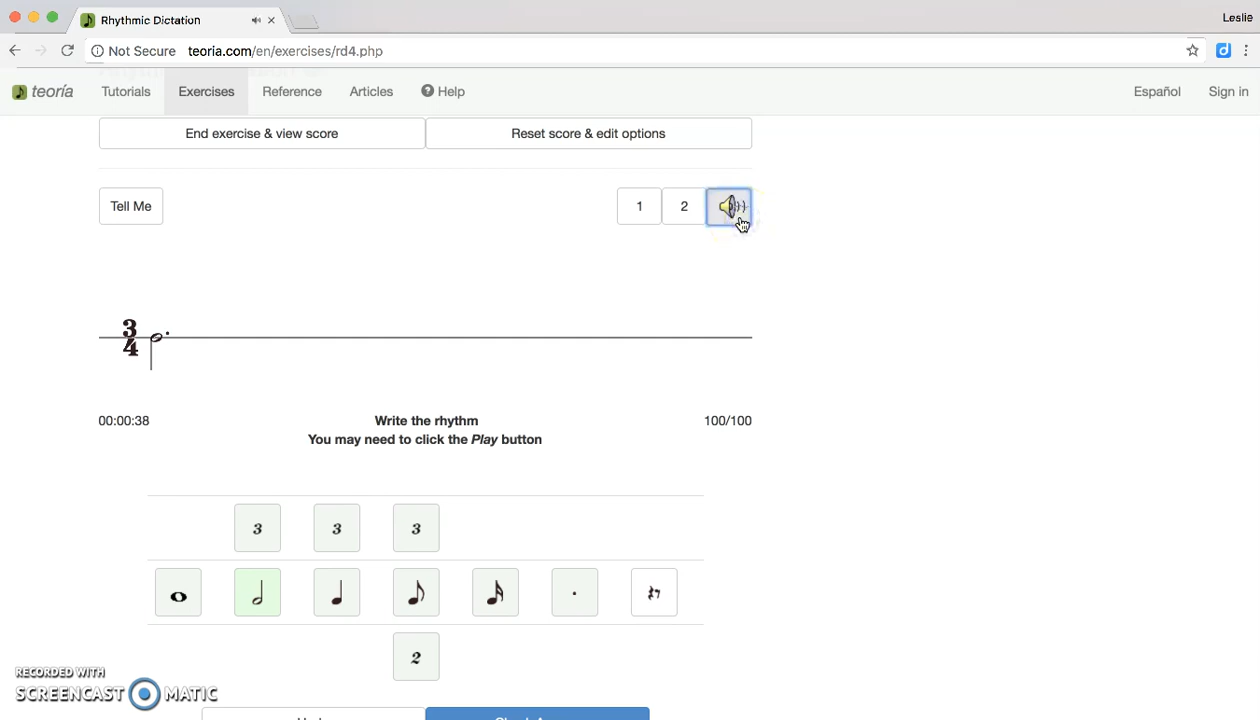 Rhythmic Dictation
Leslie
Not Secure teoria.com/en/exercises/rd4.php
teoría Tutorials Exercises Reference Articles Help Español Sign in
End exercise & view score Reset score & edit options
Tell Me 1 2
3
4
00:00:38 Write the rhythm 100/100
You may need to click the Play button
3 3 3
2
RECORDED WITH
SCREENCAST MATIC